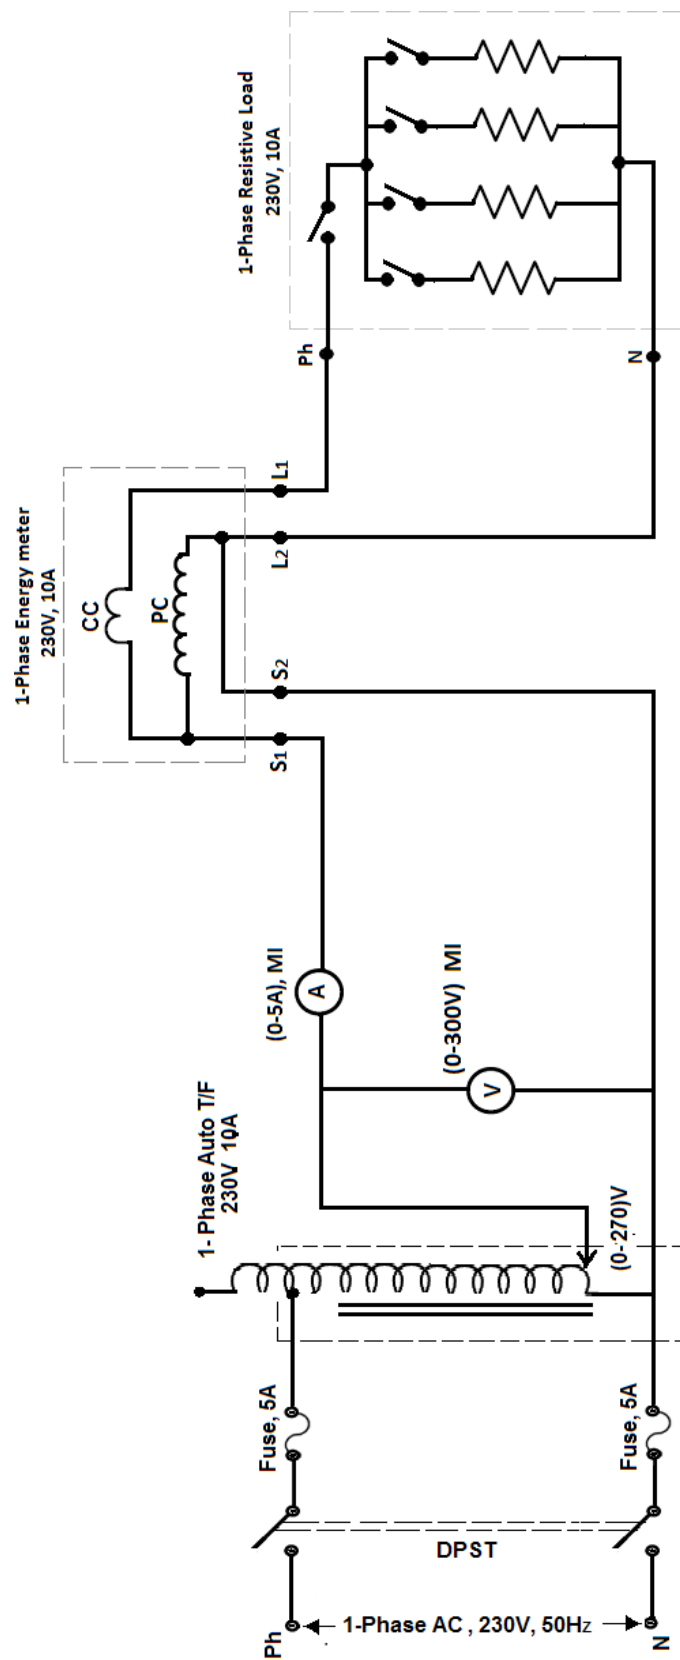 1-Phase Resistive Load
230V, 10A
Ph
N
1-Phase Energy meter
230V, 10A
CC
PC
L1
L2
S2
S1
(0-5A), MI
A
(0-300V) MI
V
1- Phase Auto T/F
230V 10A
(0-270)V
Fuse, 5A
Fuse, 5A
DPST
1-Phase AC , 230V, 50Hz
Ph
N